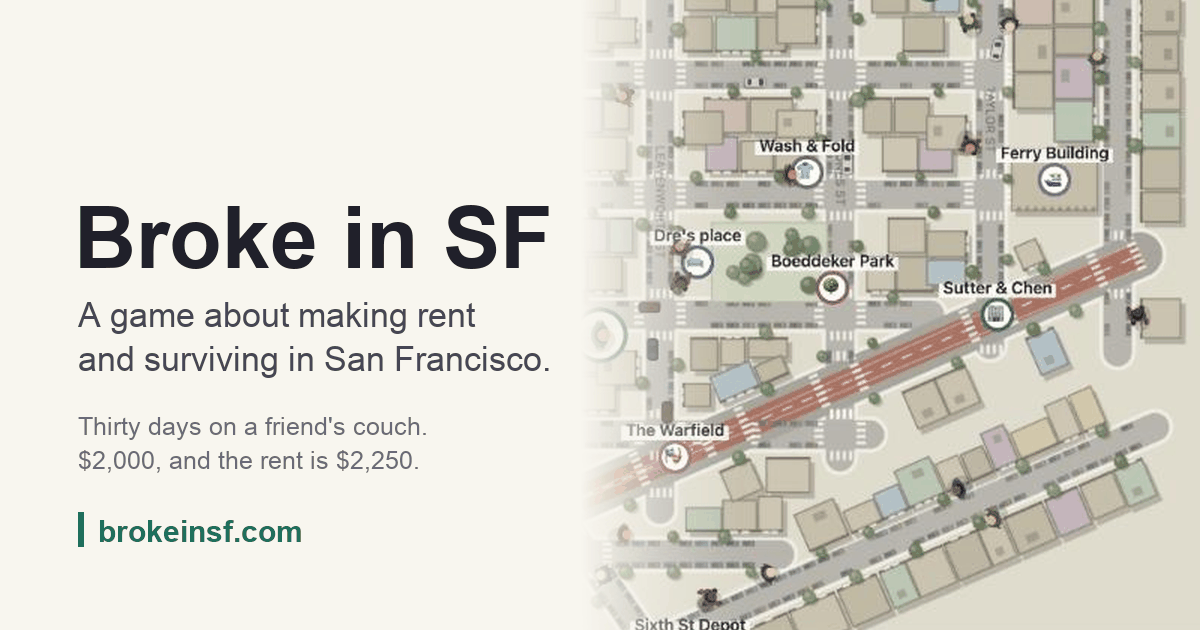 Broke in SF
A game about making rent
and surviving in San Francisco.
Thirty days on a friend's couch.
$2,000, and the rent is $2,250.
brokeinsf.com
TAYLOR ST
Wash & Fold
Ferry Building
Dre's place
Boeddeker Park
Sutter & Chen
The Warfield
Sixth St Depot